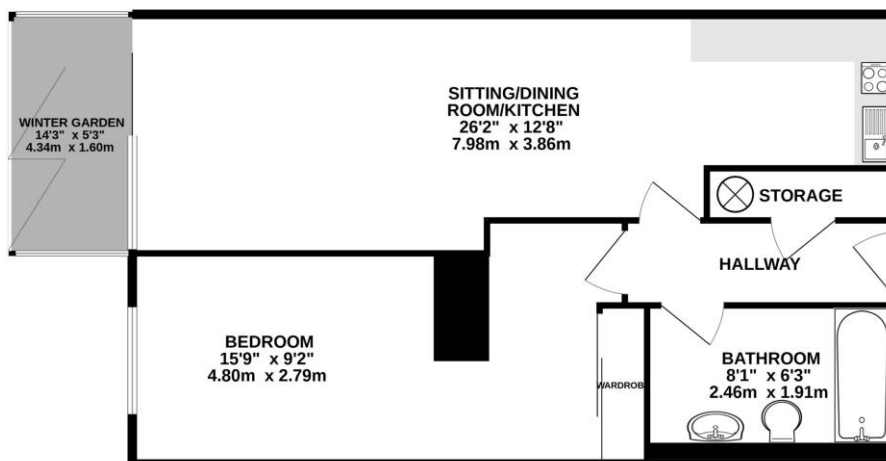 WINTER GARDEN
14'3" x 5'3"
4.34m x 1.60m
SITTING/DINING
ROOM/KITCHEN
26'2" x 12'8"
7.98m x 3.86m
STORAGE
HALLWAY
BEDROOM
15'9" x 9'2"
4.80m x 2.79m
WARDROB
BATHROOM
8'1" x 6'3"
2.46m x 1.91m